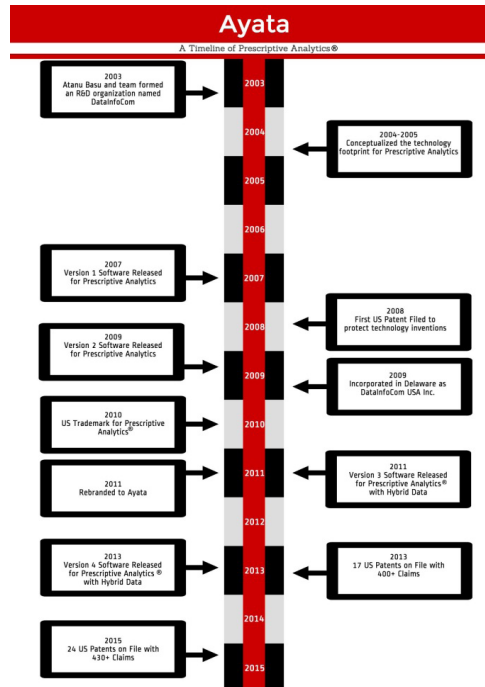 Ayata
A Timeline of Prescriptive Analytics®
2003
Atanu Basu and team formed
an R&D organization named
DataInfoCom
2003
2004
2004-2005
Conceptualized the technology
footprint for Prescriptive Analytics
2005
2006
2007
Version 1 Software Released
for Prescriptive Analytics
2007
2008
First US Patent Filed to
protect technology inventions
2008
2009
Version 2 Software Released
for Prescriptive Analytics
2009
2009
Incorporated in Delaware as
DataInfoCom USA Inc.
2010
US Trademark for Prescriptive
Analytics®
2010
2011
Rebranded to Ayata
2011
2011
Version 3 Software Released
for Prescriptive Analytics®
with Hybrid Data
2012
2013
Version 4 Software Released
for Prescriptive Analytics ®
with Hybrid Data
2013
2013
17 US Patents on File with
400+ Claims
2014
2015
24 US Patents on File with
430+ Claims
2015